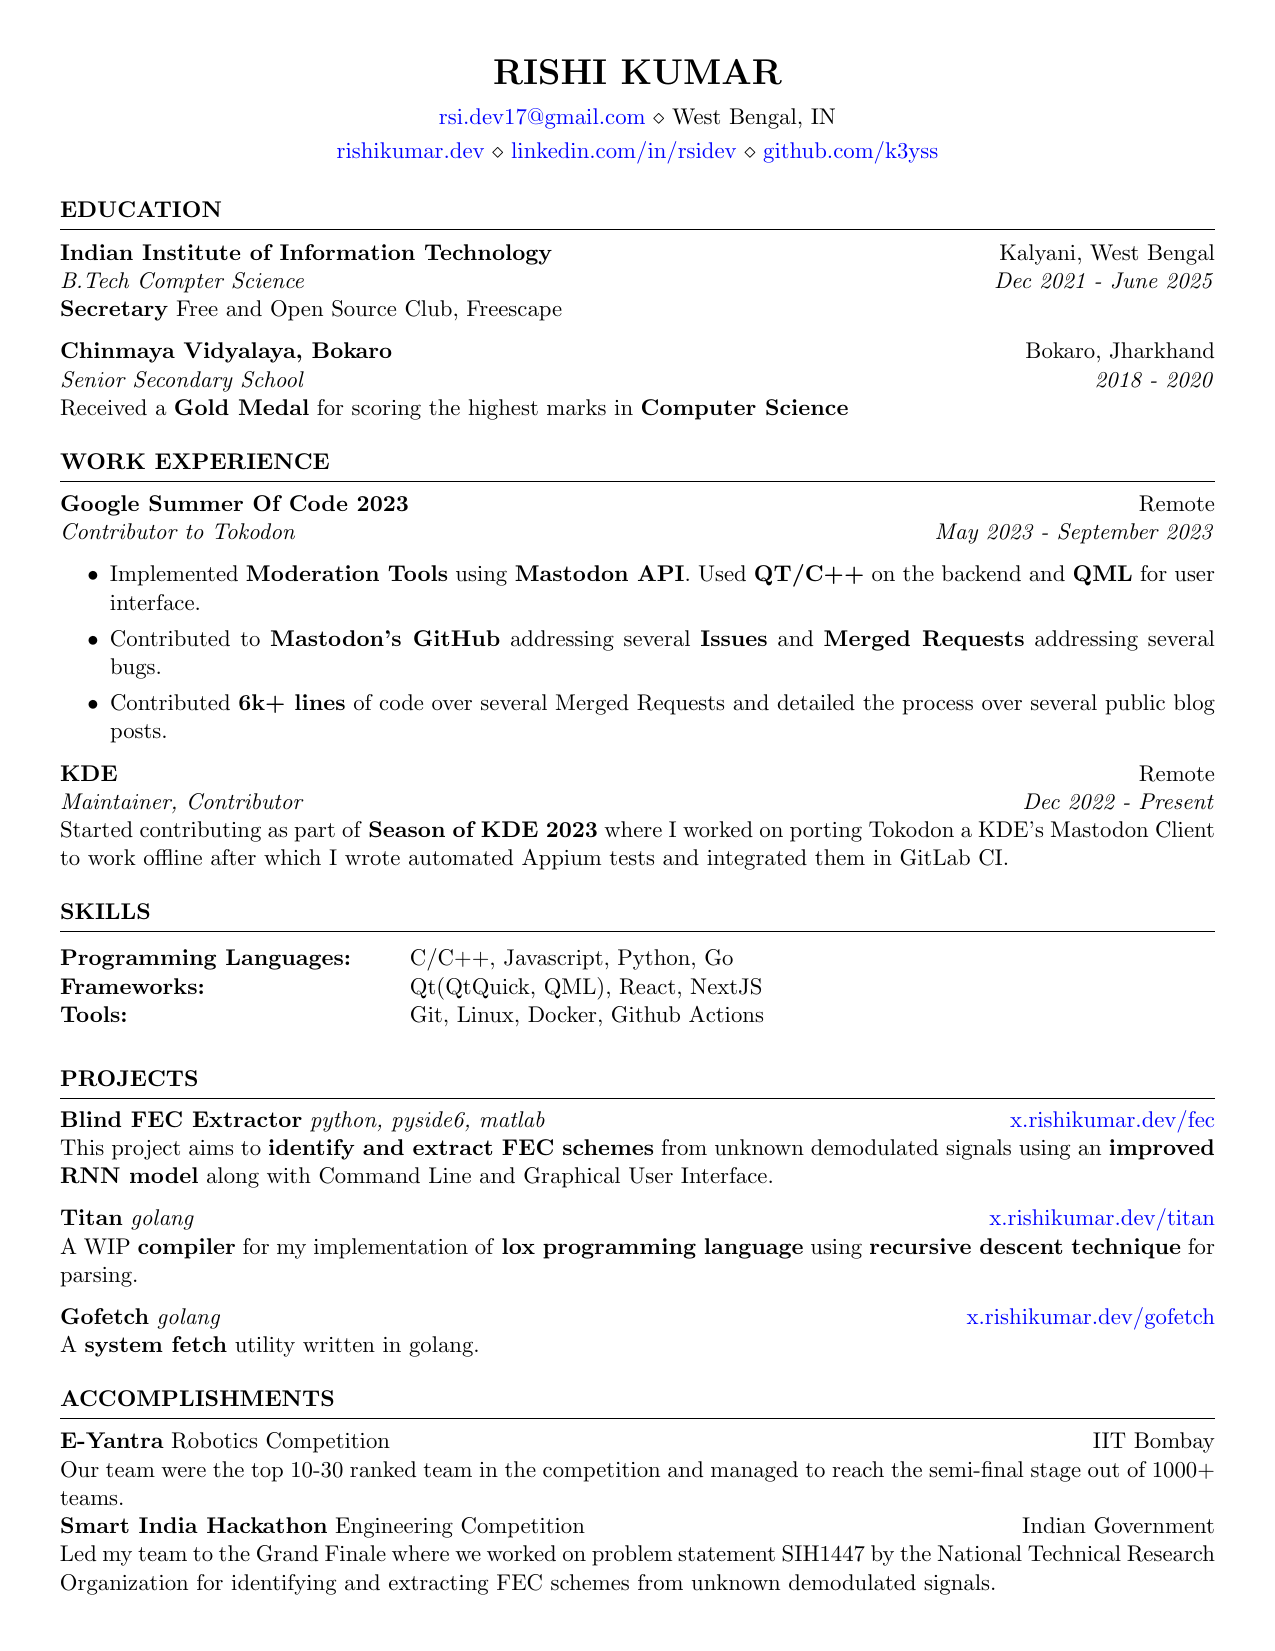 RISHI KUMAR
rsi.dev17@gmail.com ⋄ West Bengal, IN
rishikumar.dev ⋄ linkedin.com/in/rsidev ⋄ github.com/k3yss
EDUCATION
Indian Institute of Information Technology Kalyani, West Bengal
B.Tech Compter Science Dec 2021 - June 2025
Secretary Free and Open Source Club, Freescape
Chinmaya Vidyalaya, Bokaro Bokaro, Jharkhand
Senior Secondary School 2018 - 2020
Received a Gold Medal for scoring the highest marks in Computer Science
WORK EXPERIENCE
Google Summer Of Code 2023 Remote
Contributor to Tokodon May 2023 - September 2023
• Implemented Moderation Tools using Mastodon API. Used QT/C++ on the backend and QML for user
interface.
• Contributed to Mastodon's GitHub addressing several Issues and Merged Requests addressing several
bugs.
• Contributed 6k+ lines of code over several Merged Requests and detailed the process over several public blog
posts.
KDE Remote
Maintainer, Contributor Dec 2022 - Present
Started contributing as part of Season of KDE 2023 where I worked on porting Tokodon a KDE's Mastodon Client
to work offline after which I wrote automated Appium tests and integrated them in GitLab CI.
SKILLS
Programming Languages: C/C++, Javascript, Python, Go
Frameworks: Qt(QtQuick, QML), React, NextJS
Tools: Git, Linux, Docker, Github Actions
PROJECTS
Blind FEC Extractor python, pyside6, matlab x.rishikumar.dev/fec
This project aims to identify and extract FEC schemes from unknown demodulated signals using an improved
RNN model along with Command Line and Graphical User Interface.
Titan golang x.rishikumar.dev/titan
A WIP compiler for my implementation of lox programming language using recursive descent technique for
parsing.
Gofetch golang x.rishikumar.dev/gofetch
A system fetch utility written in golang.
ACCOMPLISHMENTS
E-Yantra Robotics Competition IIT Bombay
Our team were the top 10-30 ranked team in the competition and managed to reach the semi-final stage out of 1000+
teams.
Smart India Hackathon Engineering Competition Indian Government
Led my team to the Grand Finale where we worked on problem statement SIH1447 by the National Technical Research
Organization for identifying and extracting FEC schemes from unknown demodulated signals.